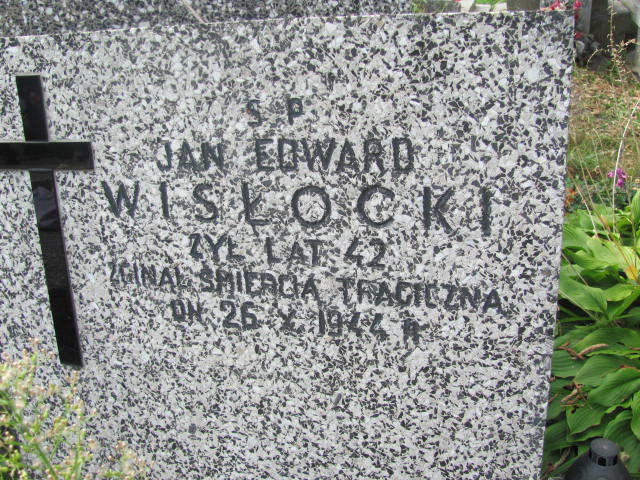 Ś P
JAN EDWARD
WISŁOCKI
ŻYŁ LAT 42
ZGINĄŁ ŚMIERCIĄ TRAGICZNĄ
DN 26 X 1944 R